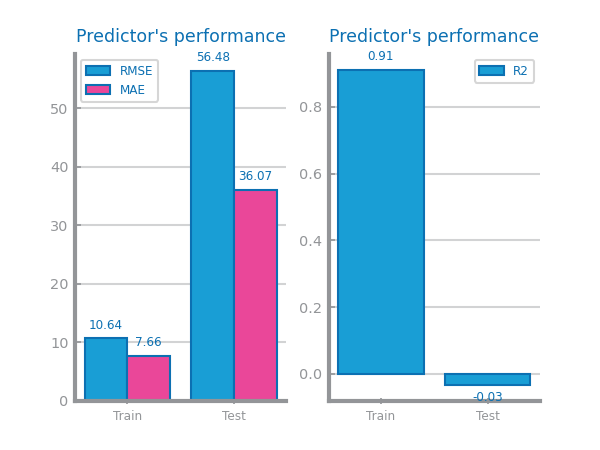 Predictor's performance
56.48
RMSE
MAE
36.07
10.64
7.66
50
40
30
20
10
0
Train
Test
Predictor's performance
0.91
R2
0.8
0.6
0.4
0.2
0.0
-0.03
Train
Test